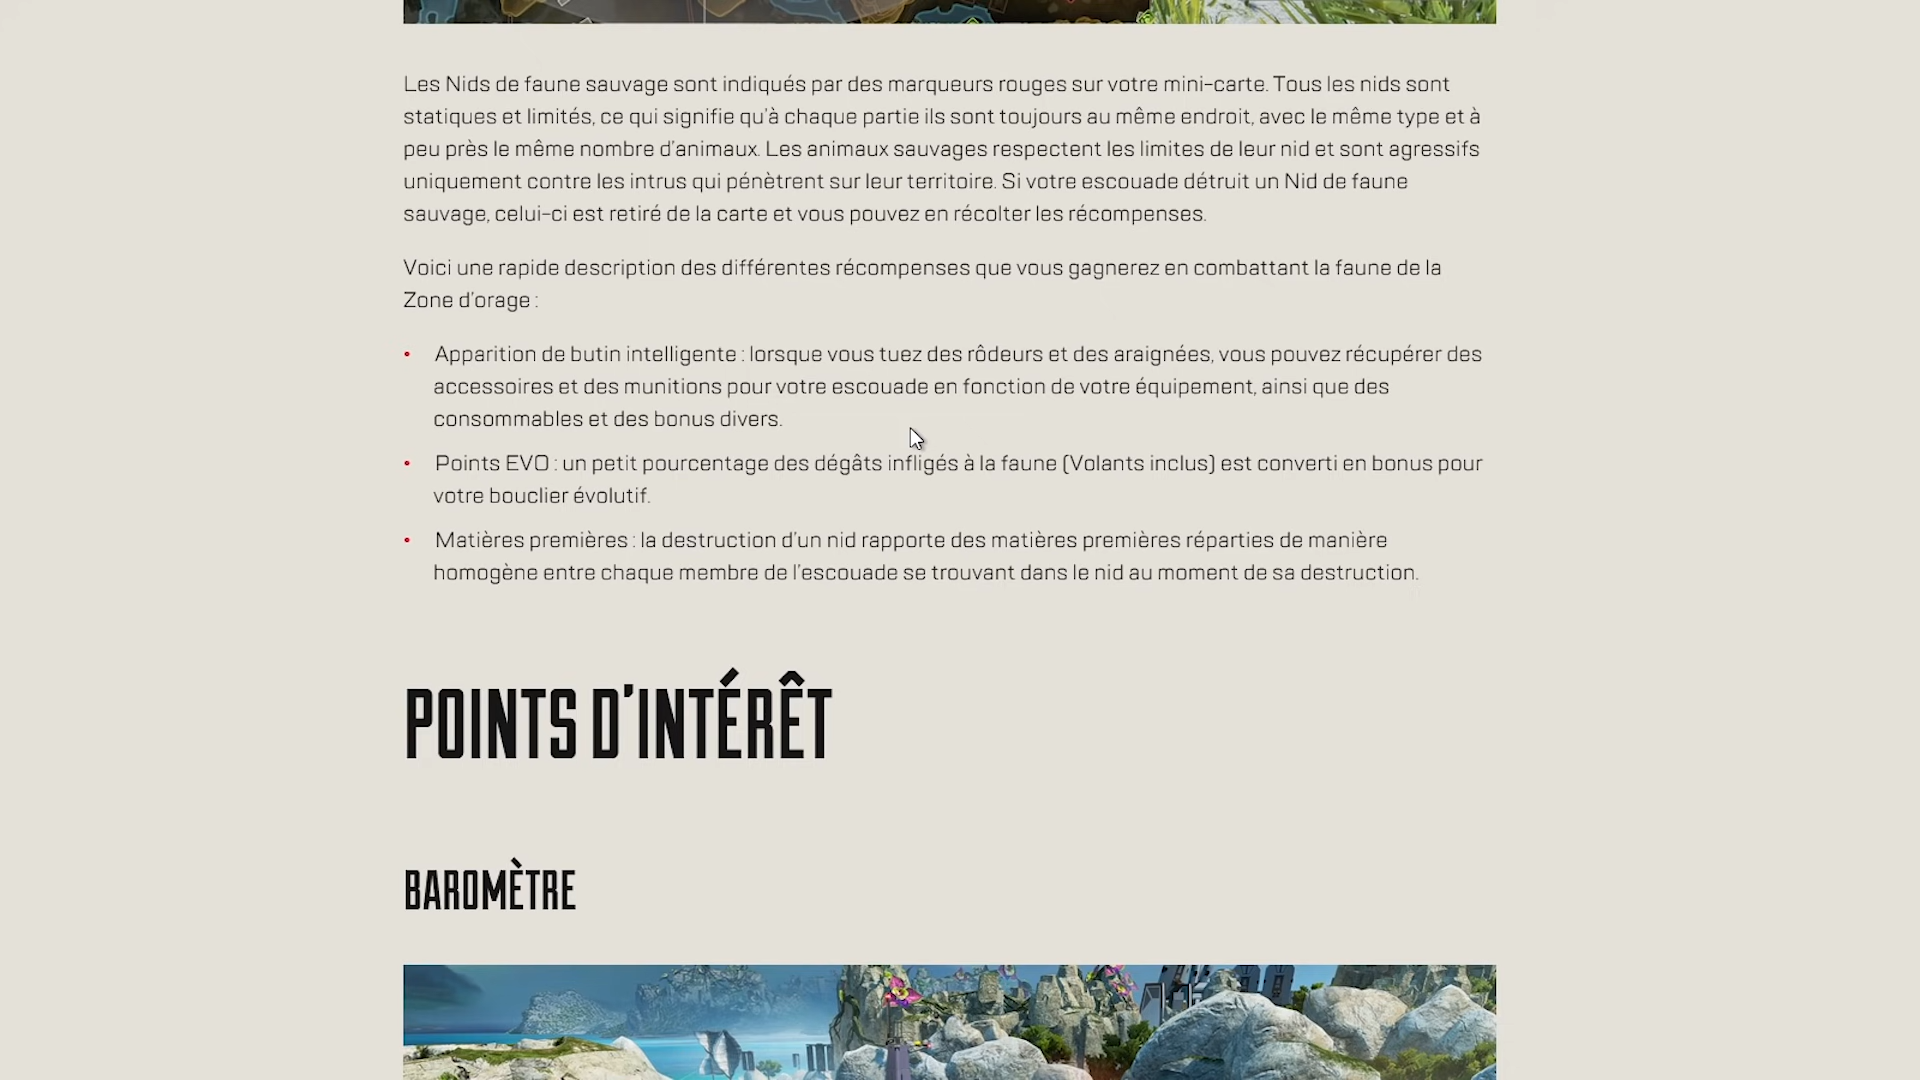 Les Nids de faune sauvage sont indiqués par des marqueurs rouges sur votre mini-carte. Tous les nids sont
statiques et limités, ce qui signifie qu'à chaque partie ils sont toujours au même endroit, avec le même type et à
peu près le même nombre d'animaux. Les animaux sauvages respectent les limites de leur nid et sont agressifs
uniquement contre les intrus qui pénètrent sur leur territoire. Si votre escouade détruit un Nid de faune
sauvage, celui-ci est retiré de la carte et vous pouvez en récolter les récompenses.
Voici une rapide description des différentes récompenses que vous gagnerez en combattant la faune de la
Zone d'orage :
• Apparition de butin intelligente : lorsque vous tuez des rôdeurs et des araignées, vous pouvez récupérer des
accessoires et des munitions pour votre escouade en fonction de votre équipement, ainsi que des
consommables et des bonus divers.
• Points EVO : un petit pourcentage des dégâts infligés à la faune (Volants inclus) est converti en bonus pour
votre bouclier évolutif.
• Matières premières : la destruction d'un nid rapporte des matières premières réparties de manière
homogène entre chaque membre de l'escouade se trouvant dans le nid au moment de sa destruction.
POINTS D'INTÉRÊT
BAROMÈTRE